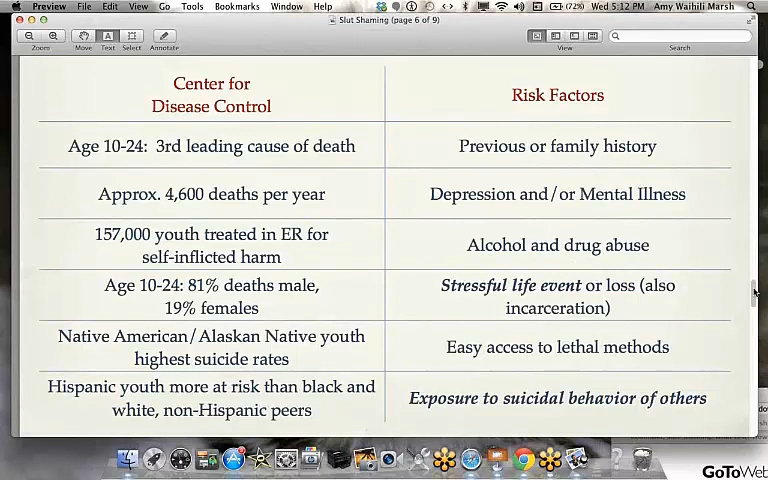 Preview File Edit View Go Tools Bookmarks Window Help (72%) Wed 5:12 PM Amy Waihili Marsh
Slut Shaming (page 6 of 9)
Zoom Move Text Select Annotate View Search
Center for
Disease Control
Risk Factors
Age 10-24: 3rd leading cause of death
Previous or family history
Approx. 4,600 deaths per year
Depression and/or Mental Illness
157,000 youth treated in ER for
self-inflicted harm
Alcohol and drug abuse
Age 10-24: 81% deaths male,
19% females
Stressful life event or loss (also
incarceration)
Native American/Alaskan Native youth
highest suicide rates
Easy access to lethal methods
Hispanic youth more at risk than black and
white, non-Hispanic peers
Exposure to suicidal behavior of others
GoToWeb